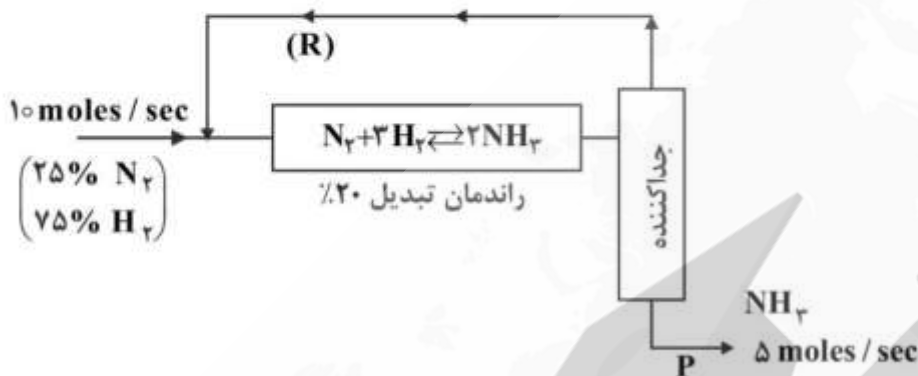 (R)
۱۰ moles / sec
۲۵% N۲
۷۵% H۲
N۲+۳H۲⇄۲NH۳
راندمان تبدیل ۲۰٪
جداکننده
NH۳
۵ moles / sec
P